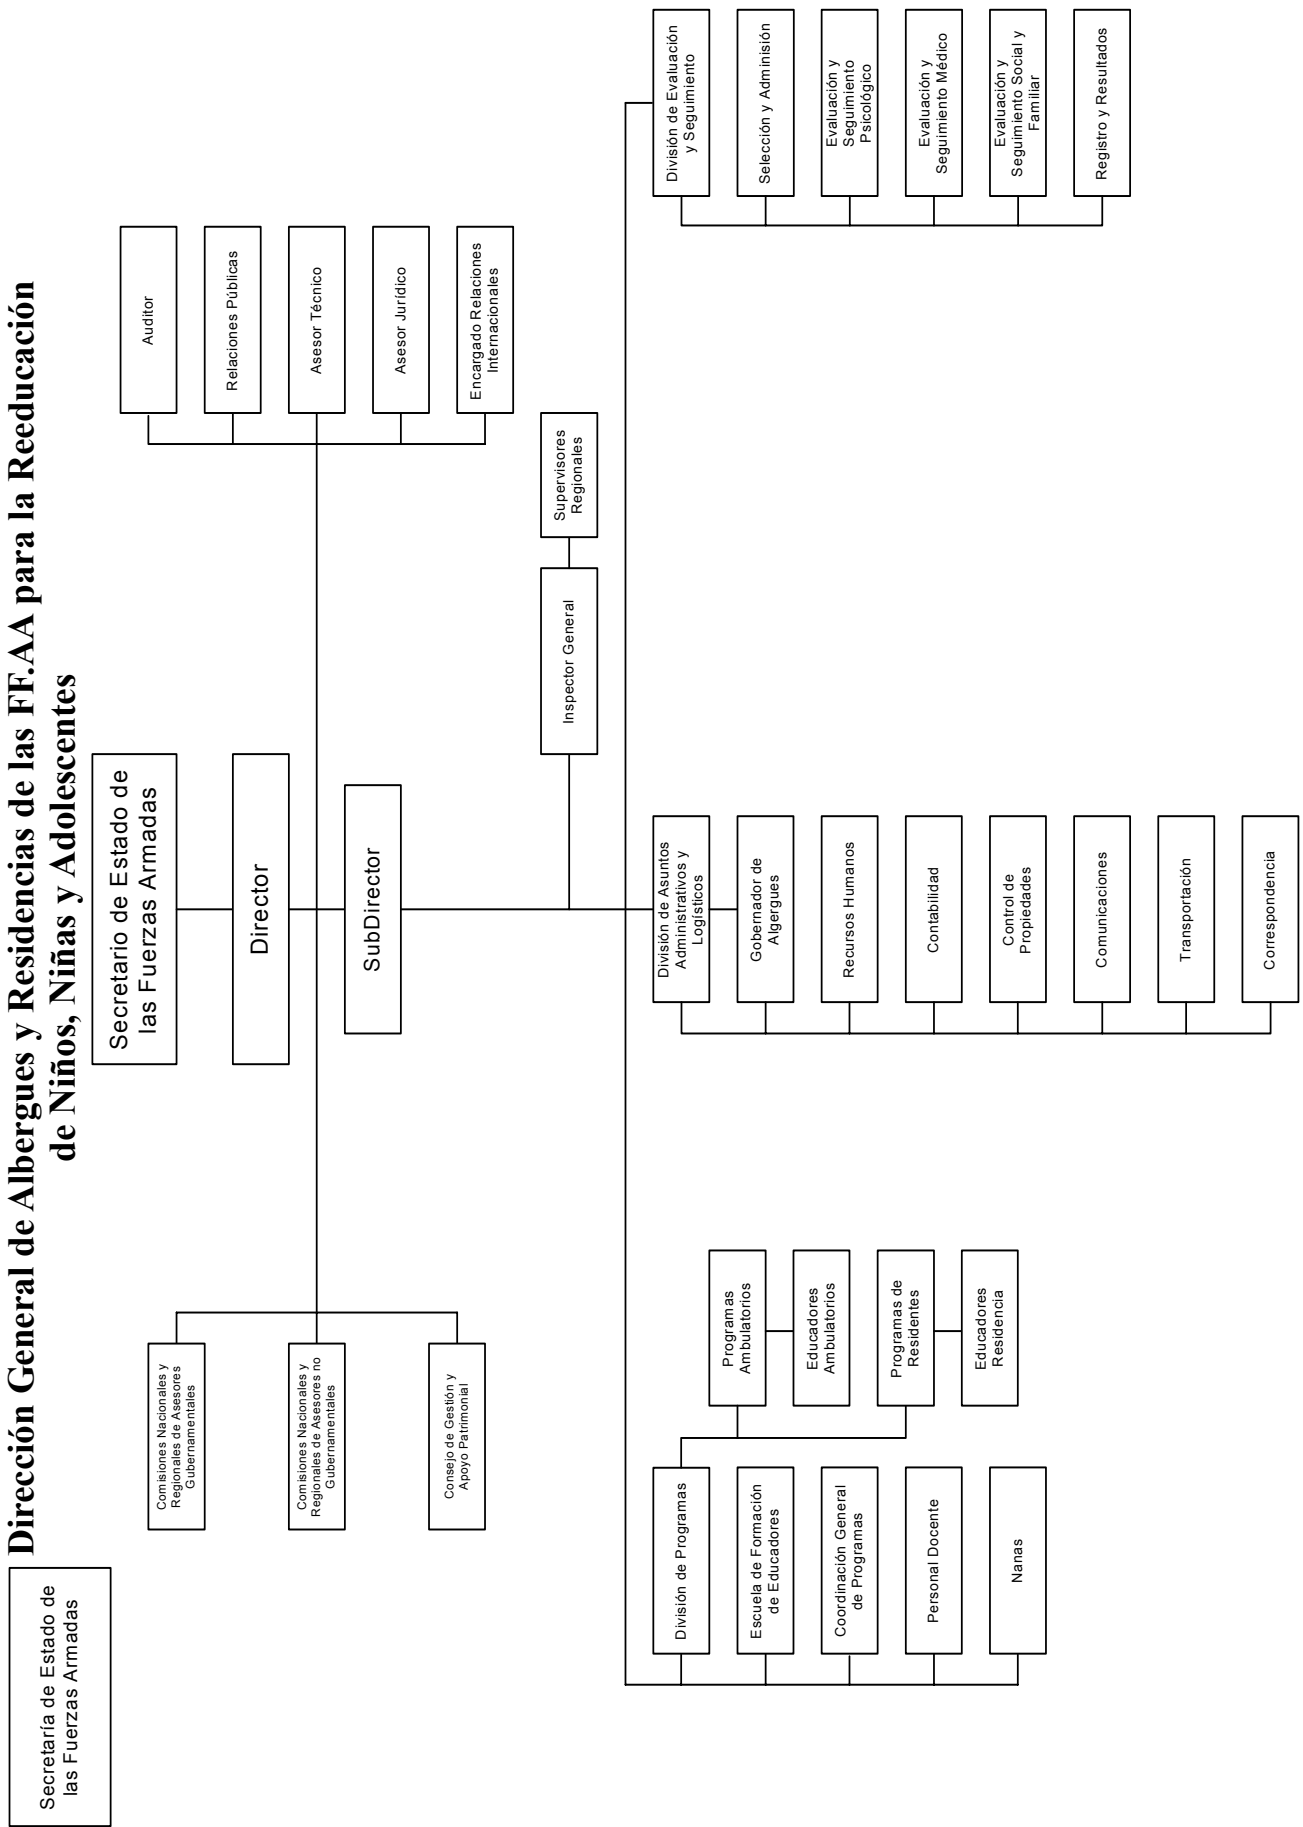 Dirección General de Albergues y Residencias de las FF.AA para la Reeducación
de Niños, Niñas y Adolescentes
Secretaría de Estado de
las Fuerzas Armadas
Secretario de Estado de
las Fuerzas Armadas
Director
SubDirector
Comisiones Nacionales y
Regionales de Asesores
Gubernamentales
Comisiones Nacionales y
Regionales de Asesores no
Gubernamentales
Consejo de Gestión y
Apoyo Patrimonial
Auditor
Relaciones Públicas
Asesor Técnico
Asesor Jurídico
Encargado Relaciones
Internacionales
Inspector General
Supervisores
Regionales
División de Programas
Escuela de Formación
de Educadores
Coordinación General
de Programas
Personal Docente
Nanas
Programas
Ambulatorios
Educadores
Ambulatorios
Programas de
Residentes
Educadores
Residencia
División de Asuntos
Administrativos y
Logísticos
Gobernador de
Algergues
Recursos Humanos
Contabilidad
Control de
Propiedades
Comunicaciones
Transportación
Correspondencia
División de Evaluación
y Seguimiento
Selección y Adminisión
Evaluación y
Seguimiento
Psicológico
Evaluación y
Seguimiento Médico
Evaluación y
Seguimiento Social y
Familiar
Registro y Resultados